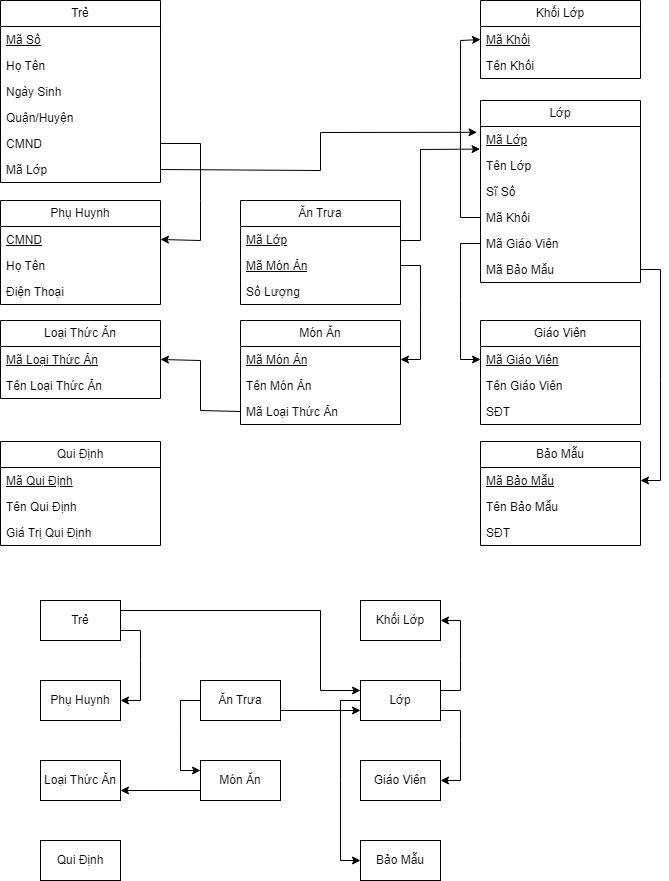 Trẻ
Mã Số
Họ Tên
Ngày Sinh
Quận/Huyện
CMND
Mã Lớp
Khối Lớp
Mã Khối
Tên Khối
Lớp
Mã Lớp
Tên Lớp
Sĩ Số
Mã Khối
Mã Giáo Viên
Mã Bảo Mẫu
Phụ Huynh
CMND
Họ Tên
Điện Thoại
Ăn Trưa
Mã Lớp
Mã Món Ăn
Số Lượng
Loại Thức Ăn
Mã Loại Thức Ăn
Tên Loại Thức Ăn
Món Ăn
Mã Món Ăn
Tên Món Ăn
Mã Loại Thức Ăn
Giáo Viên
Mã Giáo Viên
Tên Giáo Viên
SĐT
Qui Định
Mã Qui Định
Tên Qui Định
Giá Trị Qui Định
Bảo Mẫu
Mã Bảo Mẫu
Tên Bảo Mẫu
SĐT
Trẻ
Khối Lớp
Phụ Huynh
Ăn Trưa
Lớp
Loại Thức Ăn
Món Ăn
Giáo Viên
Qui Định
Bảo Mẫu